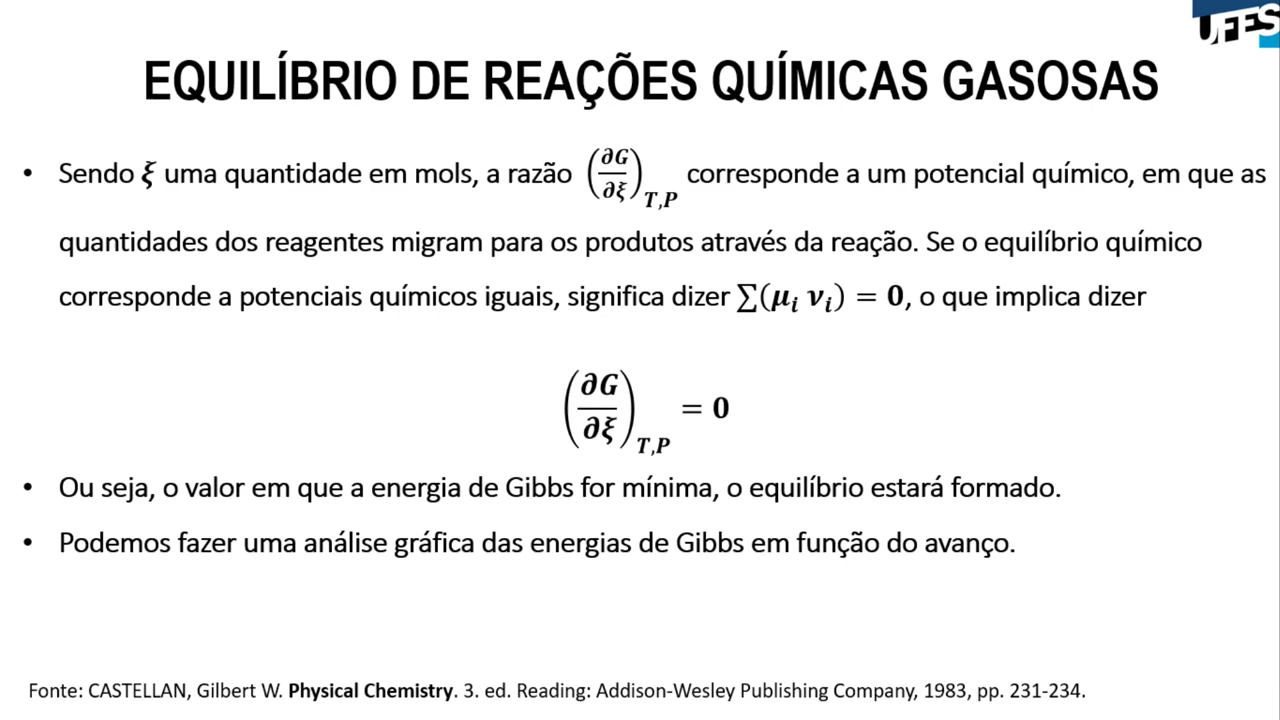 UFES
EQUILÍBRIO DE REAÇÕES QUÍMICAS GASOSAS
• Sendo ξ uma quantidade em mols, a razão (∂G/∂ξ)T,P corresponde a um potencial químico, em que as
quantidades dos reagentes migram para os produtos através da reação. Se o equilíbrio químico
corresponde a potenciais químicos iguais, significa dizer ∑(μi νi) = 0, o que implica dizer
(∂G/∂ξ)T,P = 0
• Ou seja, o valor em que a energia de Gibbs for mínima, o equilíbrio estará formado.
• Podemos fazer uma análise gráfica das energias de Gibbs em função do avanço.
Fonte: CASTELLAN, Gilbert W. Physical Chemistry. 3. ed. Reading: Addison-Wesley Publishing Company, 1983, pp. 231-234.